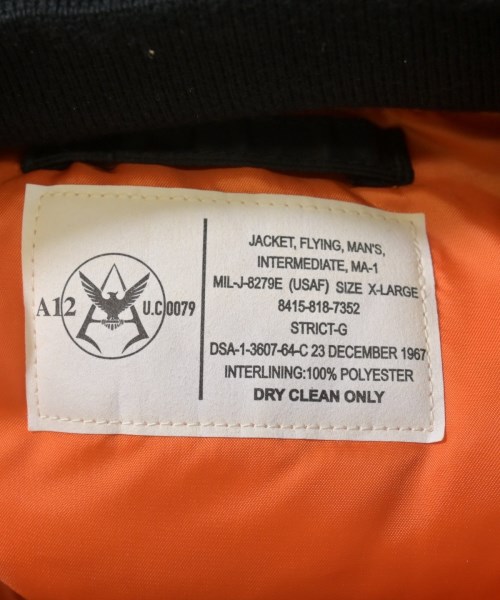 A12 U.C0079
JACKET, FLYING, MAN'S,
INTERMEDIATE, MA-1
MIL-J-8279E (USAF) SIZE X-LARGE
8415-818-7352
STRICT-G
DSA-1-3607-64-C 23 DECEMBER 1967
INTERLINING:100% POLYESTER
DRY CLEAN ONLY